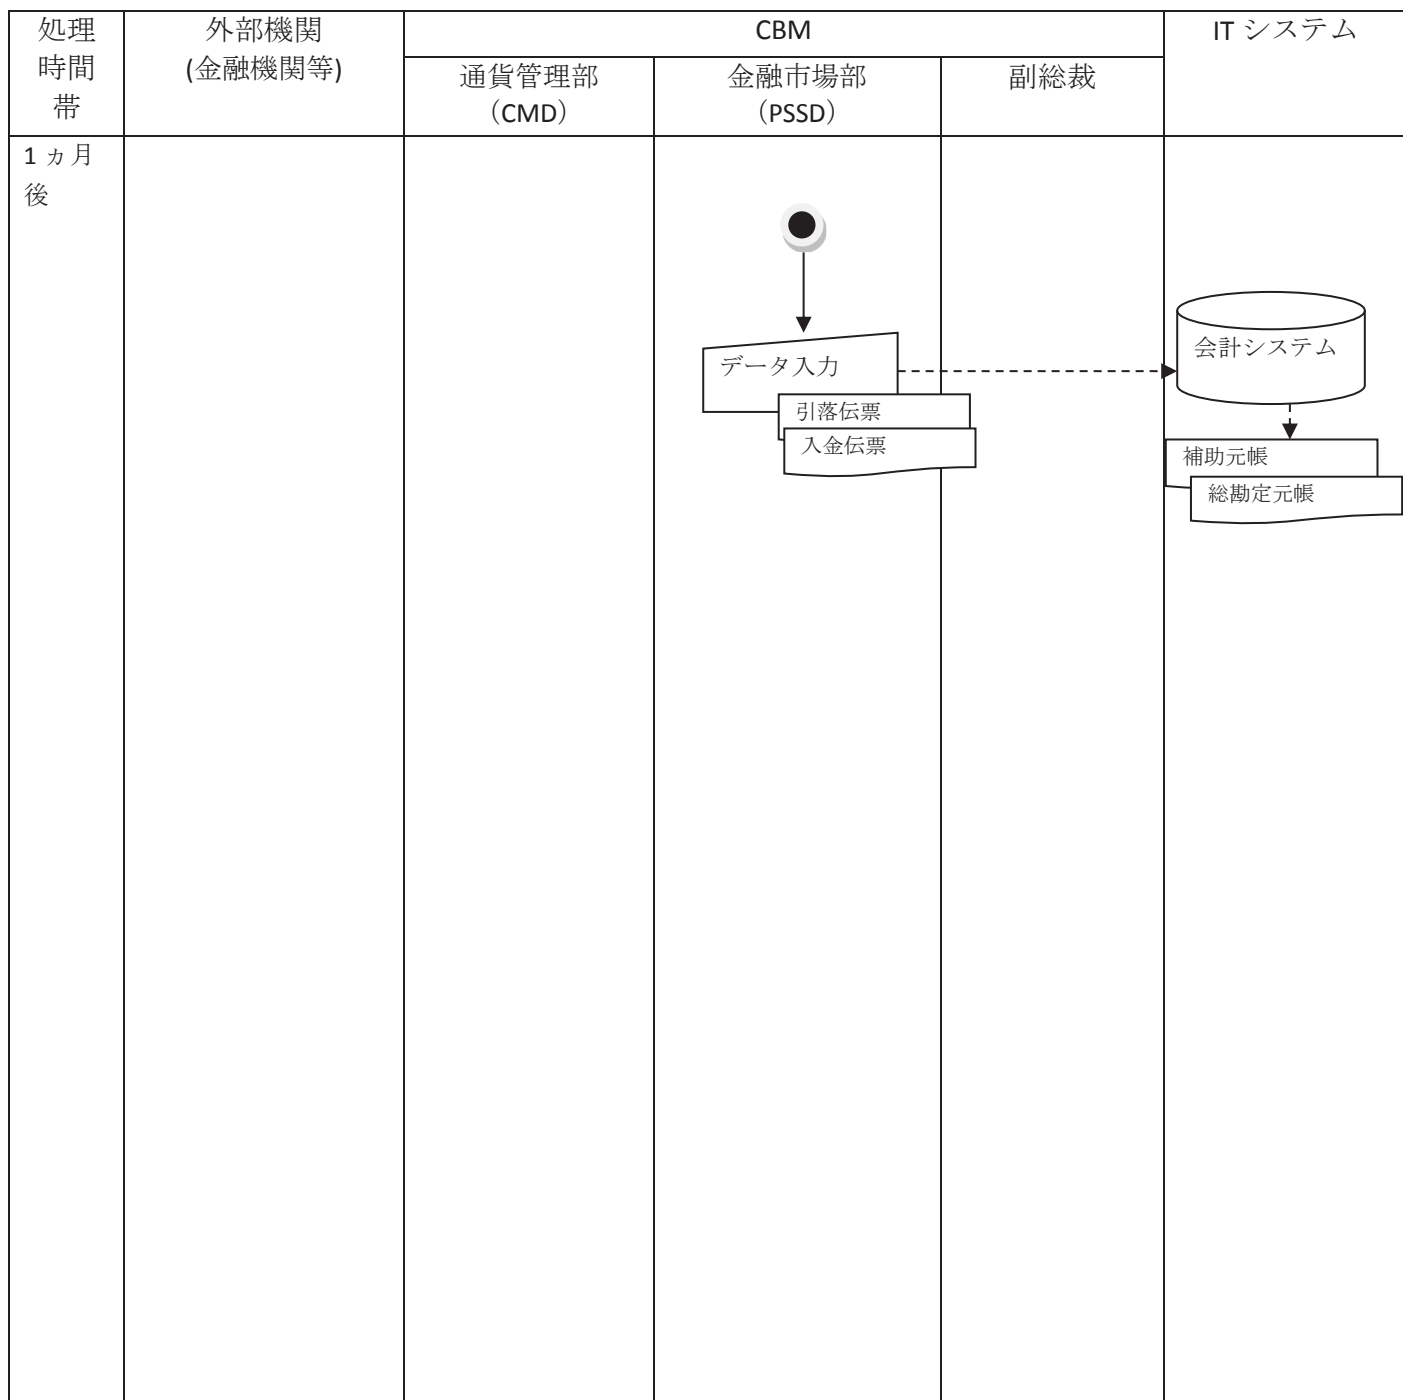 処理
時間
帯
外部機関
(金融機関等)
CBM
IT システム
通貨管理部
（CMD）
金融市場部
（PSSD）
副総裁
1 ヵ月
後
データ入力
引落伝票
入金伝票
会計システム
補助元帳
総勘定元帳